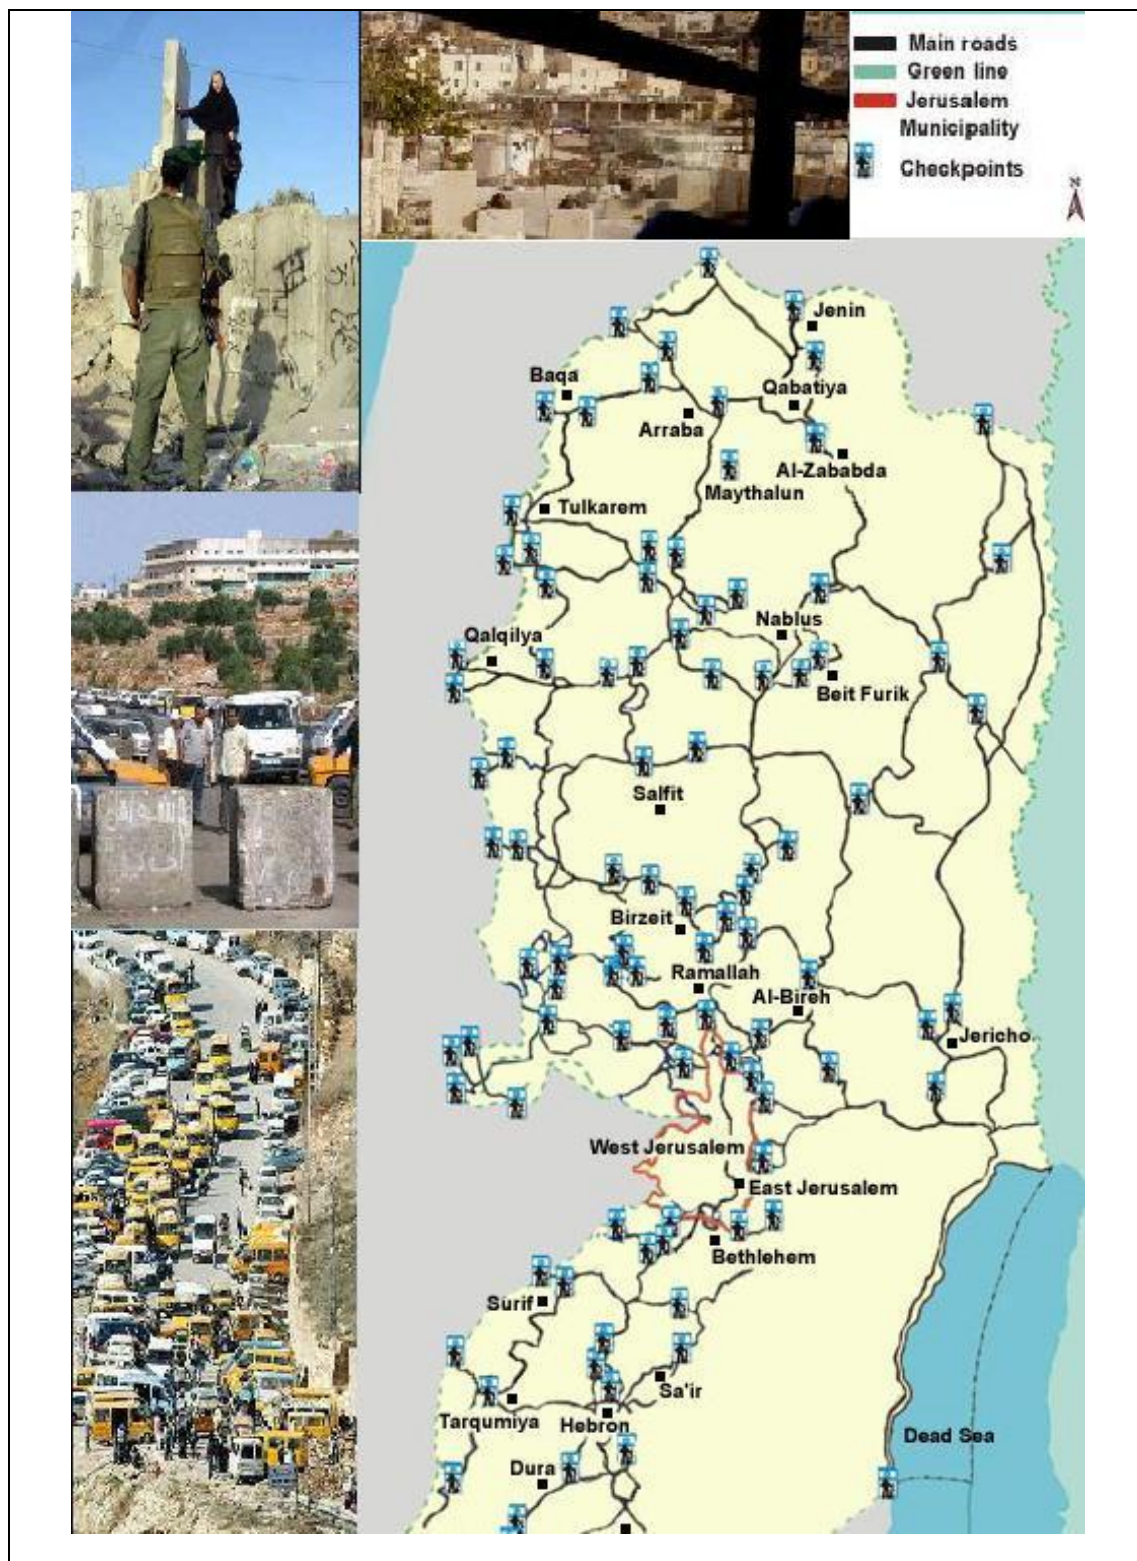 Main roads
Green line
Jerusalem
Municipality
Checkpoints
N
Jenin
Baqa
Qabatiya
Arraba
Al-Zababda
Maythalun
Tulkarem
Nablus
Qalqilya
Beit Furik
Salfit
Birzeit
Ramallah
Al-Bireh
Jericho
West Jerusalem
East Jerusalem
Bethlehem
Surif
Sa'ir
Tarqumiya
Hebron
Dead Sea
Dura